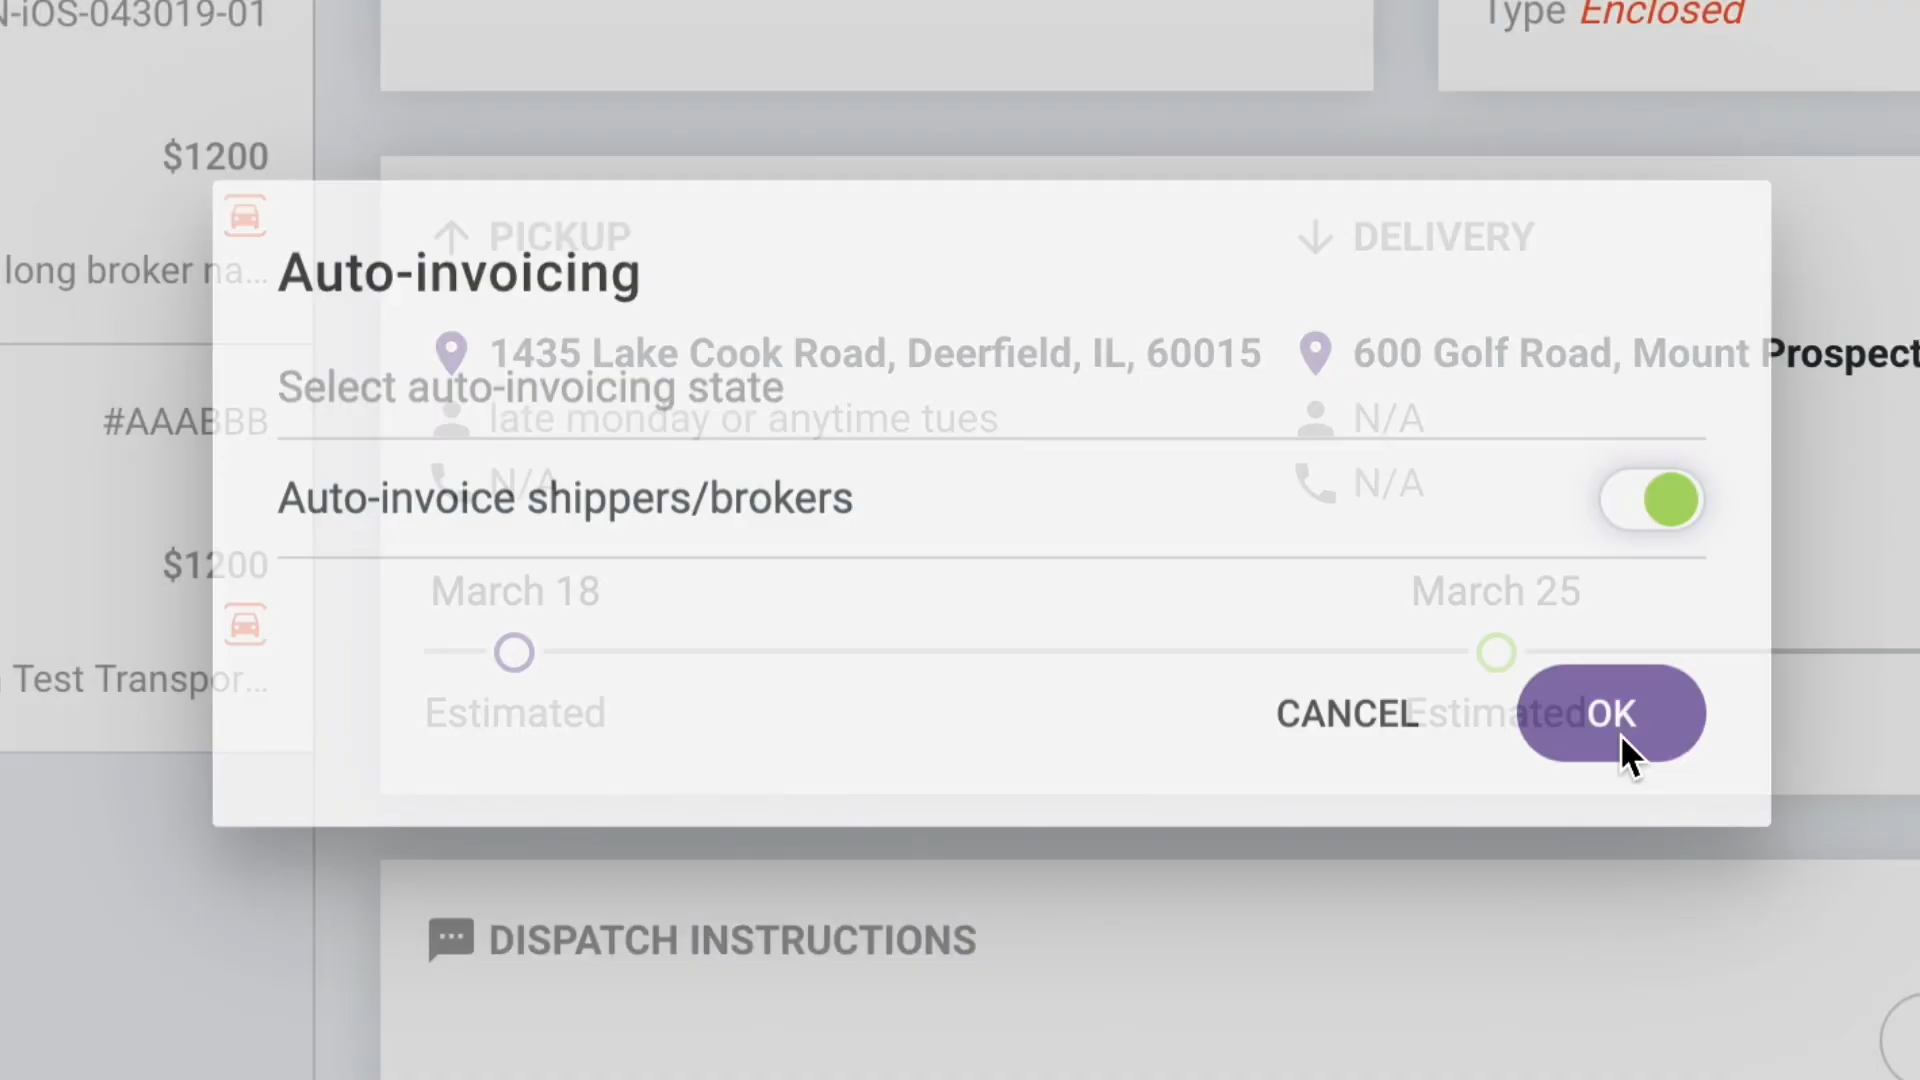 N-iOS-043019-01
Type Enclosed
$1200
long broker na...
#AAABBB
$1200
Test Transpor...
PICKUP
DELIVERY
Auto-invoicing
1435 Lake Cook Road, Deerfield, IL, 60015
600 Golf Road, Mount Prospect
Select auto-invoicing state
late monday or anytime tues
N/A
N/A
N/A
Auto-invoice shippers/brokers
March 18
March 25
Estimated
Estimated
CANCEL
OK
DISPATCH INSTRUCTIONS